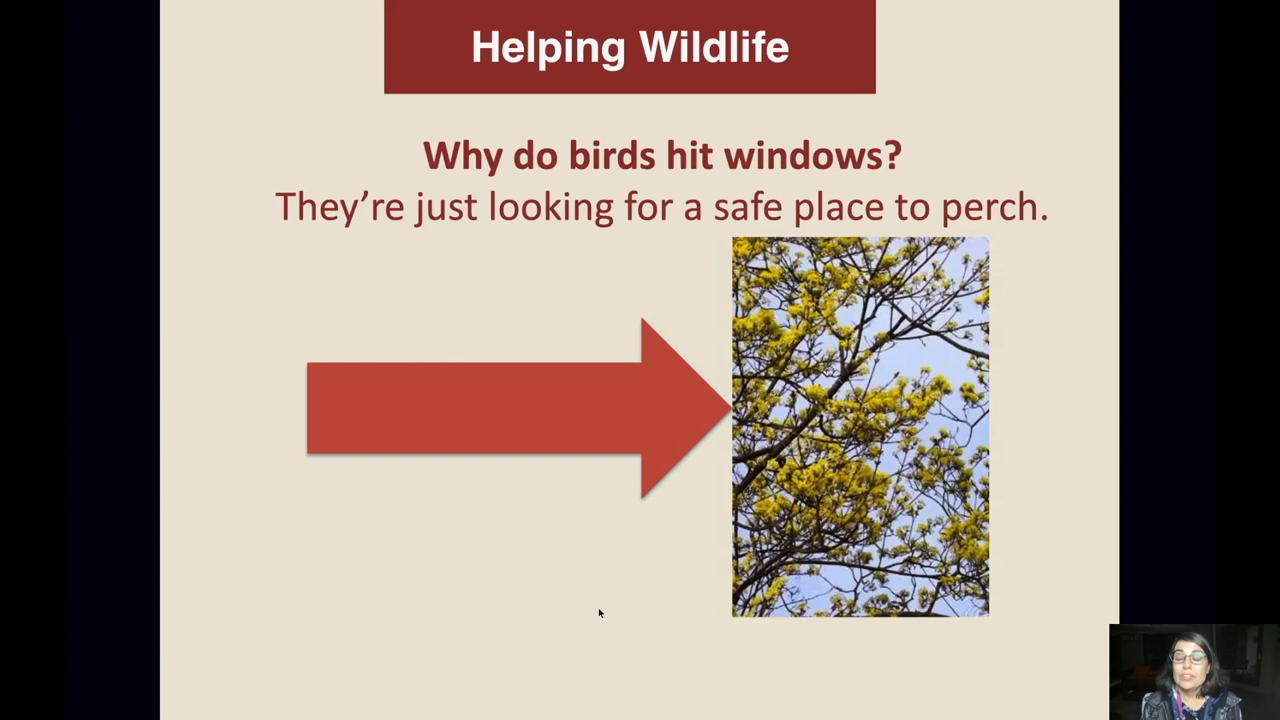 Helping Wildlife
Why do birds hit windows?
They’re just looking for a safe place to perch.